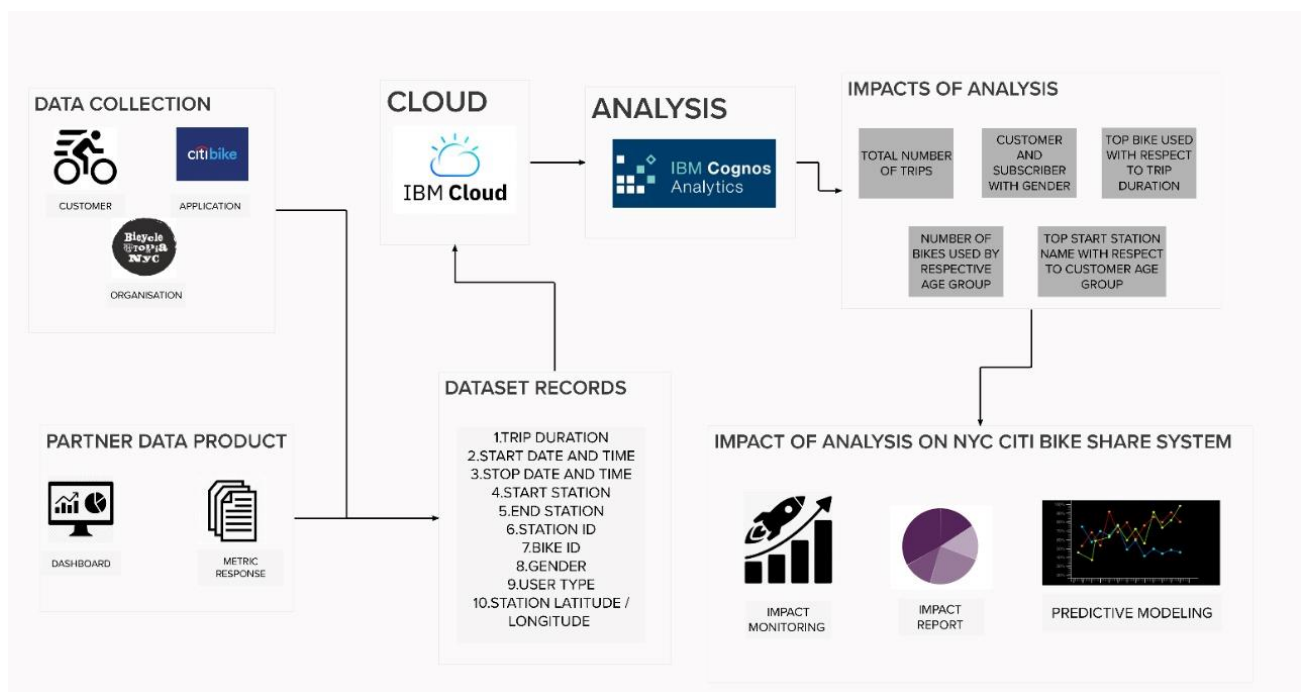 DATA COLLECTION
citibike
CUSTOMER
APPLICATION
Bicycle
UTOPIA
NYC
ORGANISATION
CLOUD
IBM Cloud
ANALYSIS
IBM Cognos
Analytics
IMPACTS OF ANALYSIS
TOTAL NUMBER
OF TRIPS
CUSTOMER
AND
SUBSCRIBER
WITH GENDER
TOP BIKE USED
WITH RESPECT
TO TRIP
DURATION
NUMBER OF
BIKES USED BY
RESPECTIVE
AGE GROUP
TOP START STATION
NAME WITH RESPECT
TO CUSTOMER AGE
GROUP
PARTNER DATA PRODUCT
DASHBOARD
METRIC
RESPONSE
DATASET RECORDS
1.TRIP DURATION
2.START DATE AND TIME
3.STOP DATE AND TIME
4.START STATION
5.END STATION
6.STATION ID
7.BIKE ID
8.GENDER
9.USER TYPE
10.STATION LATITUDE /
LONGITUDE
IMPACT OF ANALYSIS ON NYC CITI BIKE SHARE SYSTEM
IMPACT
MONITORING
IMPACT
REPORT
PREDICTIVE MODELING